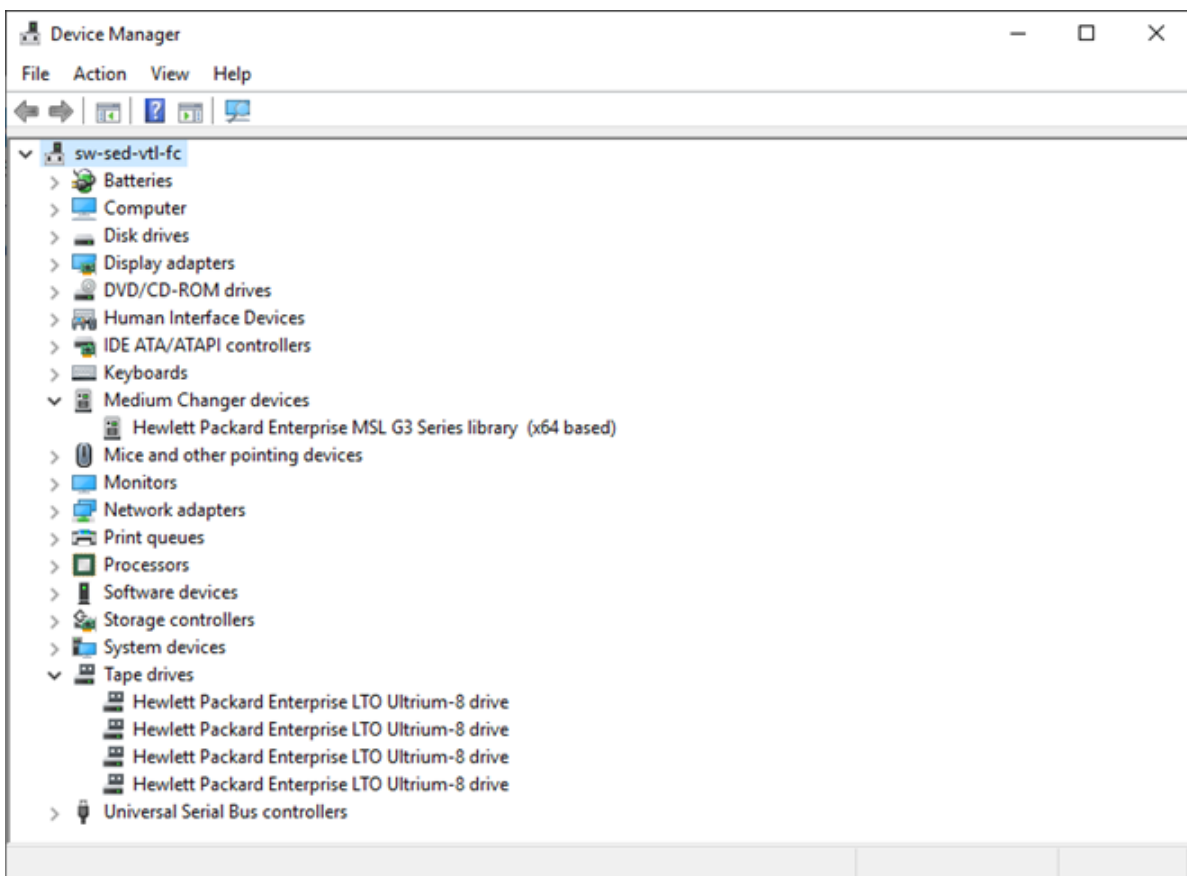 Device Manager
File Action View Help
sw-sed-vtl-fc
Batteries
Computer
Disk drives
Display adapters
DVD/CD-ROM drives
Human Interface Devices
IDE ATA/ATAPI controllers
Keyboards
Medium Changer devices
Hewlett Packard Enterprise MSL G3 Series library (x64 based)
Mice and other pointing devices
Monitors
Network adapters
Print queues
Processors
Software devices
Storage controllers
System devices
Tape drives
Hewlett Packard Enterprise LTO Ultrium-8 drive
Hewlett Packard Enterprise LTO Ultrium-8 drive
Hewlett Packard Enterprise LTO Ultrium-8 drive
Hewlett Packard Enterprise LTO Ultrium-8 drive
Universal Serial Bus controllers